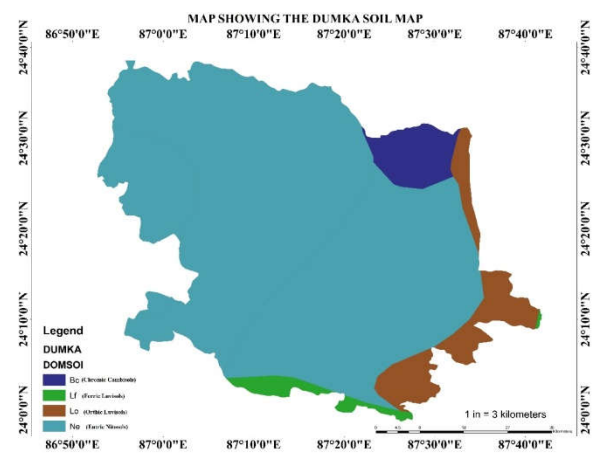 MAP SHOWING THE DUMKA SOIL MAP
86°50'0"E 87°0'0"E 87°10'0"E 87°20'0"E 87°30'0"E 87°40'0"E
24°40'0"N 24°40'0"N
24°30'0"N 24°30'0"N
24°20'0"N 24°20'0"N
24°10'0"N 24°10'0"N
24°0'0"N 24°0'0"N
Legend
DUMKA
DOMSOI
Bc (Chromic Cambisols)
Lf (Ferric Luvisols)
Lo (Orthic Luvisols)
Ne (Eutric Nitosols)
1 in = 3 kilometers
86°50'0"E 87°0'0"E 87°10'0"E 87°20'0"E 87°30'0"E 87°40'0"E